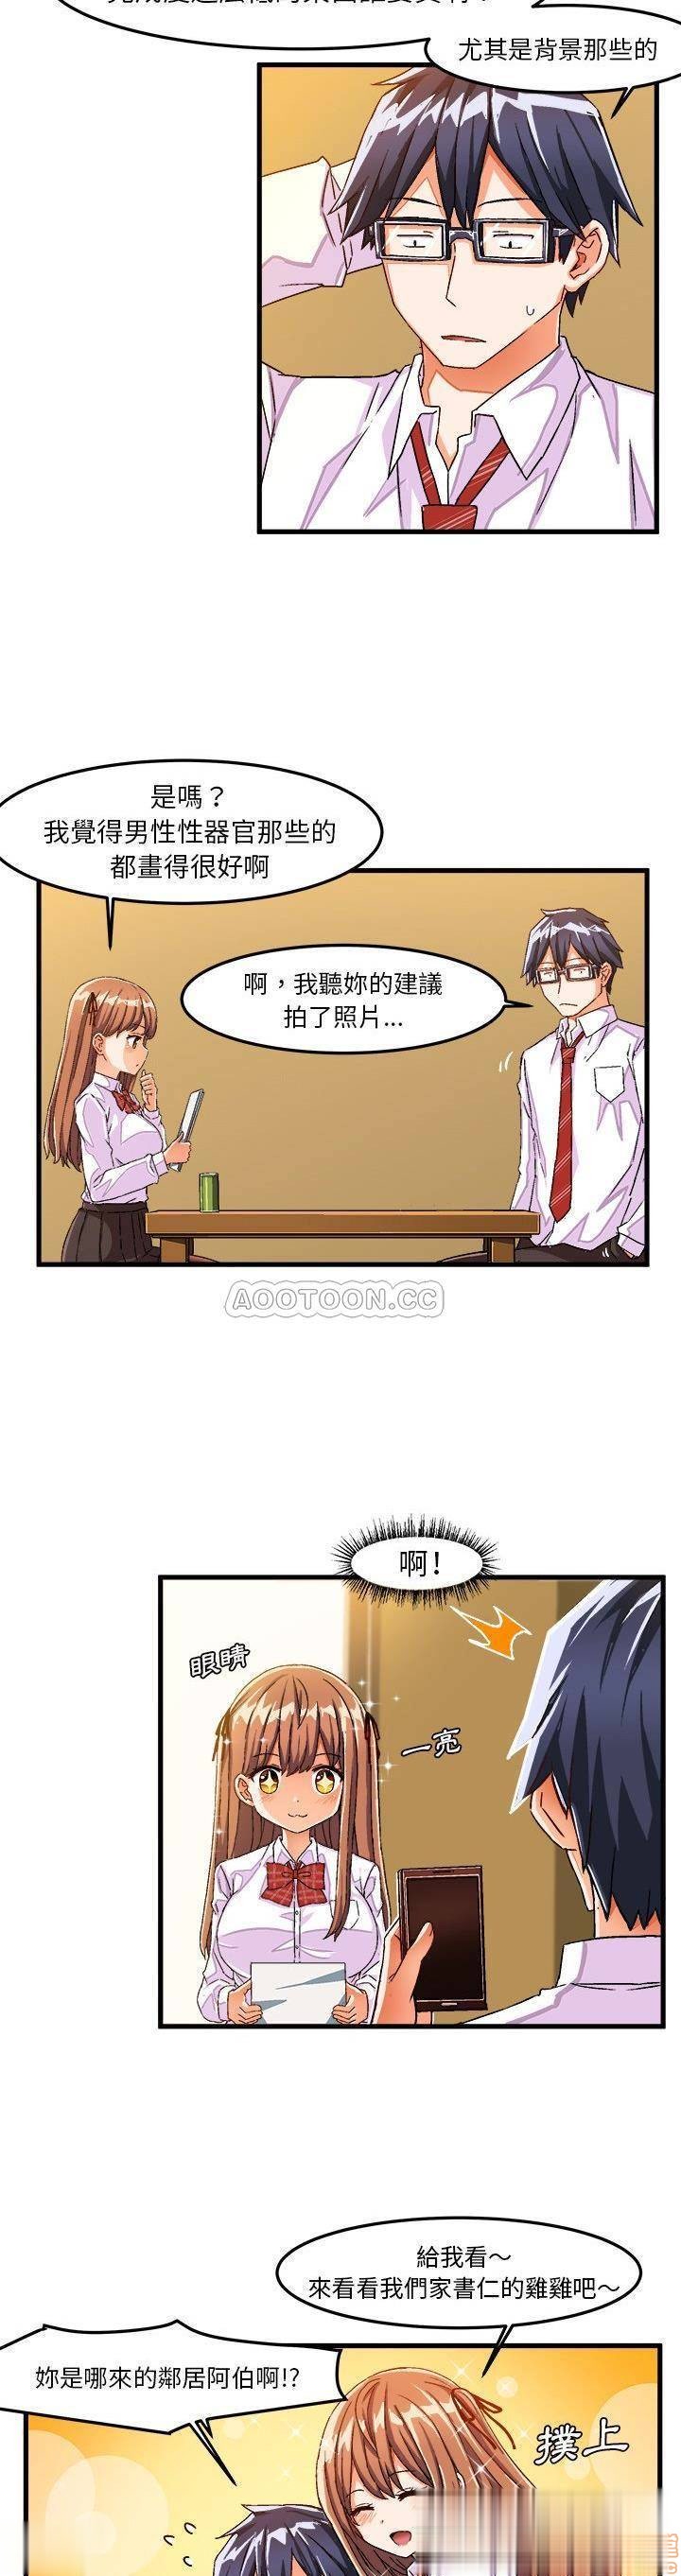 尤其是背景那些的
是嗎？
我覺得男性性器官那些的
都畫得很好啊
啊，我聽妳的建議
拍了照片...
AOOTOON.CC
啊！
眼睛
一亮
給我看～
來看看我們家書仁的雞雞吧～
妳是哪來的鄰居阿伯啊!?
撲上